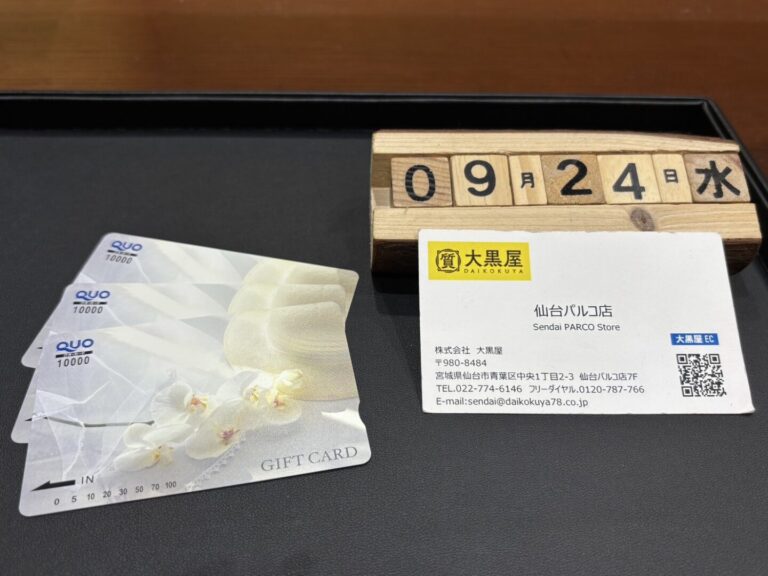 09月24日水
質 大黒屋
DAIKOKUYA
仙台パルコ店
Sendai PARCO Store
大黒屋 EC
株式会社 大黒屋
〒980-8484
宮城県仙台市青葉区中央1丁目2-3 仙台パルコ店7F
TEL.022-774-6146 フリーダイヤル.0120-787-766
E-mail:sendai@daikokuya78.co.jp
QUO
10000
QUO
10000
QUO
10000
GIFT CARD
IN
0 5 10 20 30 50 70 100